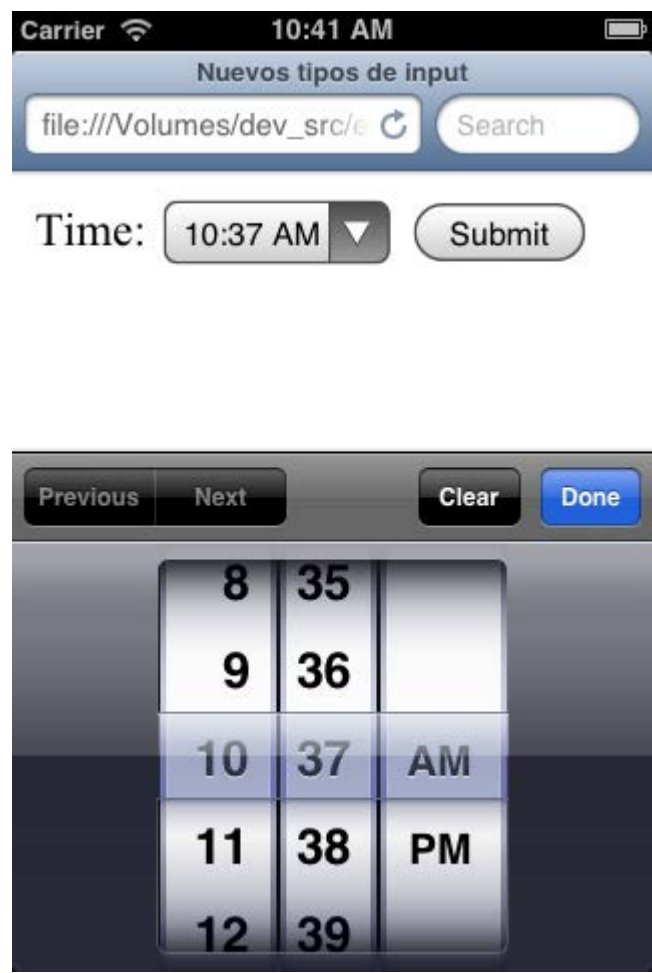 Carrier 10:41 AM
Nuevos tipos de input
file:///Volumes/dev_src/e Search
Time: 10:37 AM Submit
Previous Next Clear Done
8 35
9 36
10 37 AM
11 38 PM
12 39